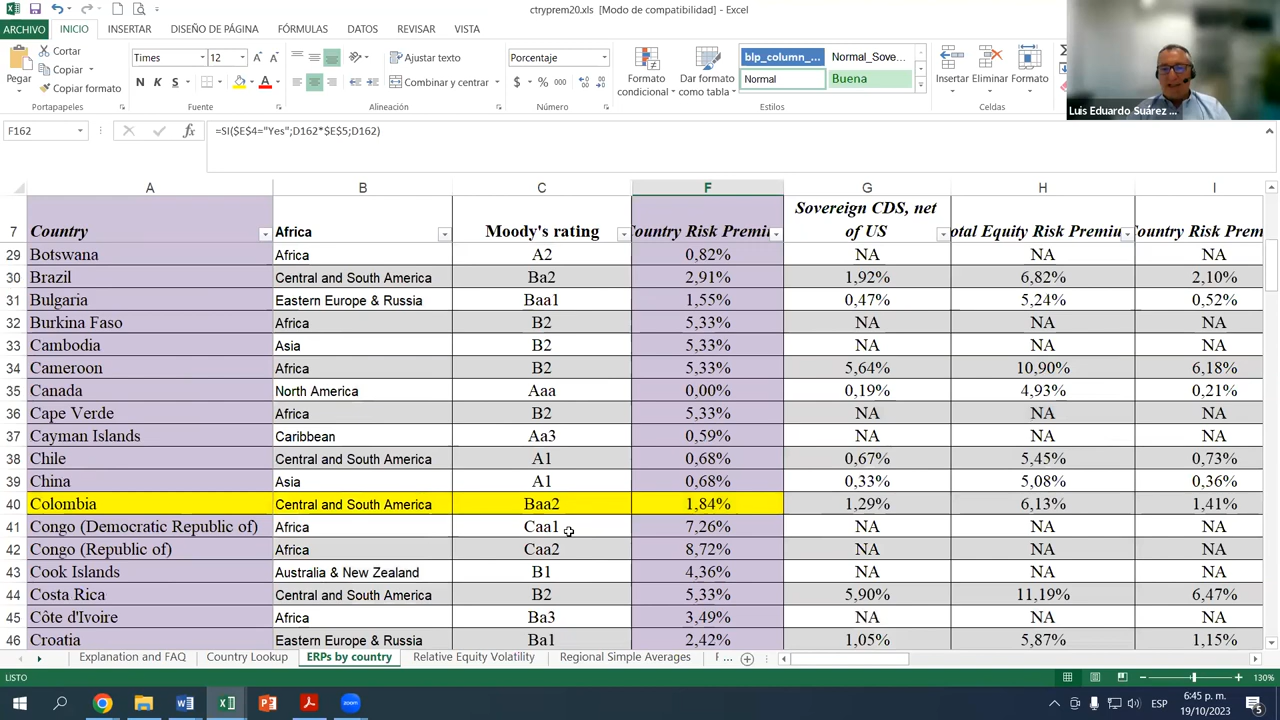 ctryprem20.xls [Modo de compatibilidad] - Excel
ARCHIVO INICIO INSERTAR DISEÑO DE PÁGINA FÓRMULAS DATOS REVISAR VISTA
Pegar
Cortar
Copiar
Copiar formato
Portapapeles
Times 12
N K S
Fuente
Ajustar texto
Combinar y centrar
Alineación
Porcentaje
$ % 000
Número
Formato condicional
Dar formato como tabla
blp_column_... Normal_Sove...
Normal Buena
Estilos
Insertar Eliminar Formato
Celdas
Luis Eduardo Suárez ...
F162 fx =SI($E$4="Yes";D162*$E$5;D162)
A B C F G H I
7 Country Africa Moody's rating Country Risk Premiu Sovereign CDS, net of US otal Equity Risk Premiu Country Risk Prem
29 Botswana Africa A2 0,82% NA NA NA
30 Brazil Central and South America Ba2 2,91% 1,92% 6,82% 2,10%
31 Bulgaria Eastern Europe & Russia Baa1 1,55% 0,47% 5,24% 0,52%
32 Burkina Faso Africa B2 5,33% NA NA NA
33 Cambodia Asia B2 5,33% NA NA NA
34 Cameroon Africa B2 5,33% 5,64% 10,90% 6,18%
35 Canada North America Aaa 0,00% 0,19% 4,93% 0,21%
36 Cape Verde Africa B2 5,33% NA NA NA
37 Cayman Islands Caribbean Aa3 0,59% NA NA NA
38 Chile Central and South America A1 0,68% 0,67% 5,45% 0,73%
39 China Asia A1 0,68% 0,33% 5,08% 0,36%
40 Colombia Central and South America Baa2 1,84% 1,29% 6,13% 1,41%
41 Congo (Democratic Republic of) Africa Caa1 7,26% NA NA NA
42 Congo (Republic of) Africa Caa2 8,72% NA NA NA
43 Cook Islands Australia & New Zealand B1 4,36% NA NA NA
44 Costa Rica Central and South America B2 5,33% 5,90% 11,19% 6,47%
45 Côte d'Ivoire Africa Ba3 3,49% NA NA NA
46 Croatia Eastern Europe & Russia Ba1 2,42% 1,05% 5,87% 1,15%
Explanation and FAQ Country Lookup ERPs by country Relative Equity Volatility Regional Simple Averages F ...
LISTO 130%
ESP 6:45 p. m.
19/10/2023 5